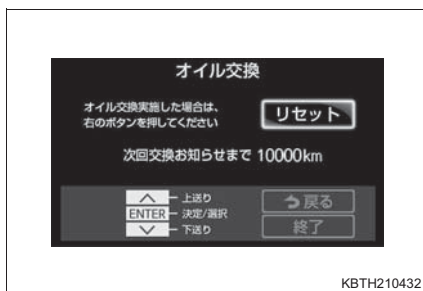 オイル交換
オイル交換実施した場合は、
右のボタンを押してください
リセット
次回交換お知らせまで 10000km
上送り
ENTER 決定/選択
下送り
戻る
終了
KBTH210432